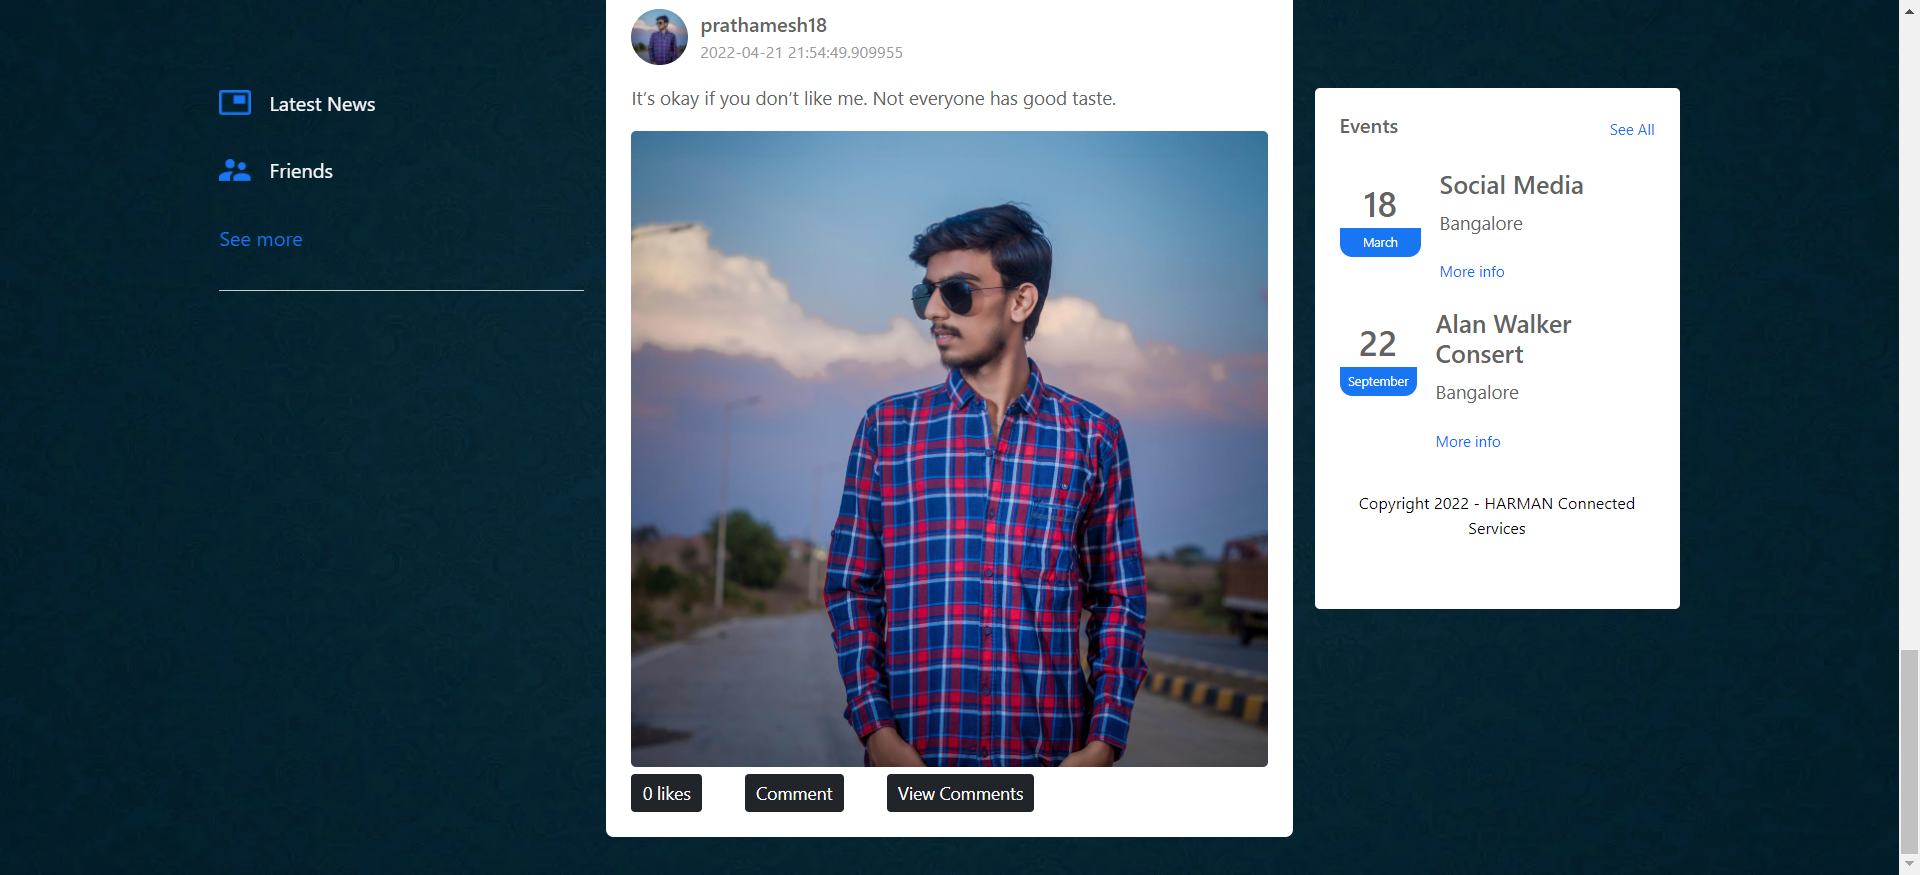 Latest News
Friends
See more
prathamesh18
2022-04-21 21:54:49.909955
It’s okay if you don’t like me. Not everyone has good taste.
0 likes
Comment
View Comments
Events
See All
18
March
Social Media
Bangalore
More info
22
September
Alan Walker
Consert
Bangalore
More info
Copyright 2022 - HARMAN Connected
Services